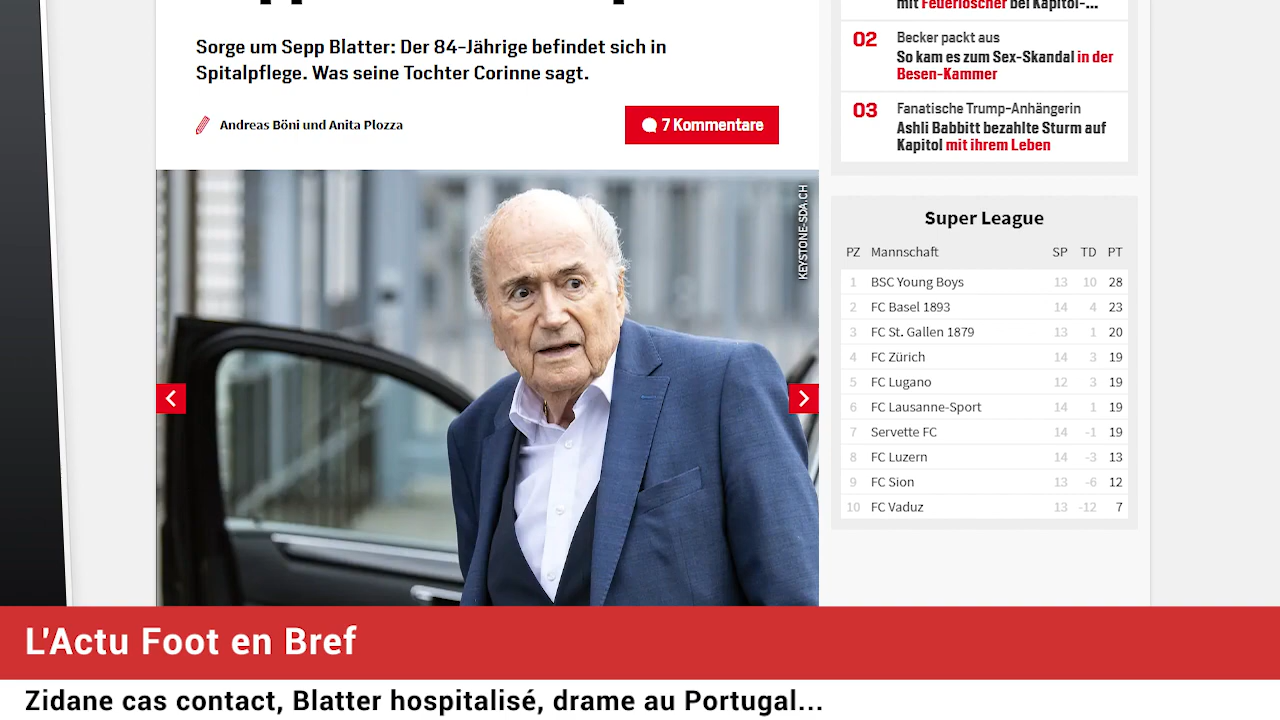 Sorge um Sepp Blatter: Der 84-Jährige befindet sich in
Spitalpflege. Was seine Tochter Corinne sagt.
Andreas Böni und Anita Plozza
7 Kommentare
KEYSTONE-SDA.CH
mit Feuerlöscher bei Kapitol-...
02 Becker packt aus
So kam es zum Sex-Skandal in der
Besen-Kammer
03 Fanatische Trump-Anhängerin
Ashli Babbitt bezahlte Sturm auf
Kapitol mit ihrem Leben
Super League
PZ Mannschaft SP TD PT
1 BSC Young Boys 13 10 28
2 FC Basel 1893 14 4 23
3 FC St. Gallen 1879 13 1 20
4 FC Zürich 14 3 19
5 FC Lugano 12 3 19
6 FC Lausanne-Sport 14 1 19
7 Servette FC 14 -1 19
8 FC Luzern 14 -3 13
9 FC Sion 13 -6 12
10 FC Vaduz 13 -12 7
L'Actu Foot en Bref
Zidane cas contact, Blatter hospitalisé, drame au Portugal...